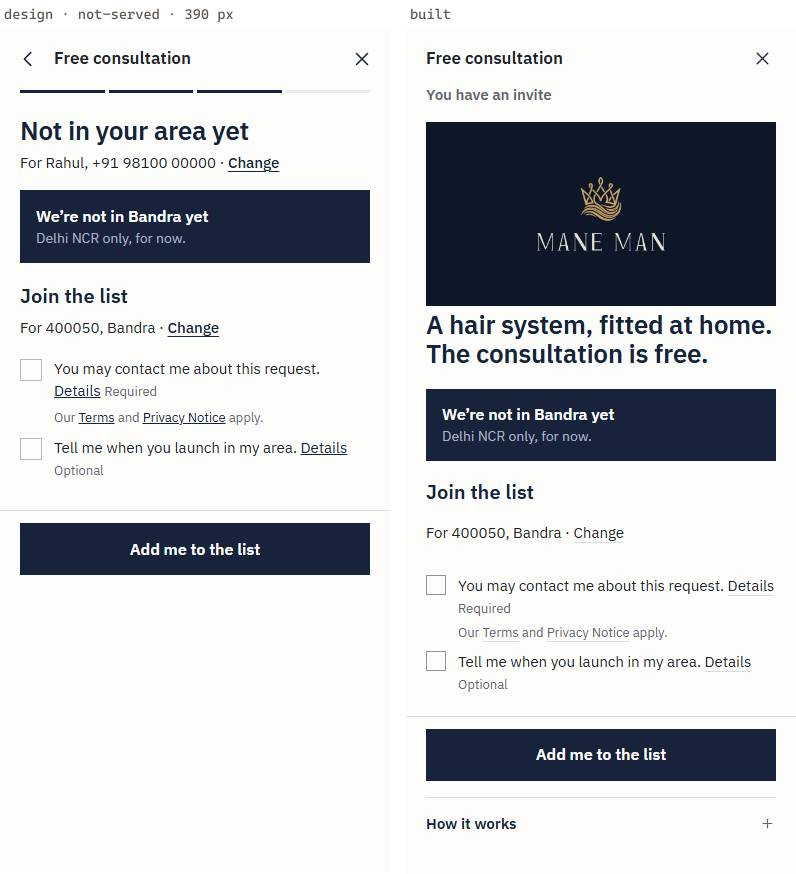 design · not-served · 390 px
Free consultation
Not in your area yet
For Rahul, +91 98100 00000 · Change
We’re not in Bandra yet
Delhi NCR only, for now.
Join the list
For 400050, Bandra · Change
You may contact me about this request.
Details Required
Our Terms and Privacy Notice apply.
Tell me when you launch in my area. Details
Optional
Add me to the list
built
Free consultation
You have an invite
MANE MAN
A hair system, fitted at home.
The consultation is free.
We’re not in Bandra yet
Delhi NCR only, for now.
Join the list
For 400050, Bandra · Change
You may contact me about this request. Details
Required
Our Terms and Privacy Notice apply.
Tell me when you launch in my area. Details
Optional
Add me to the list
How it works